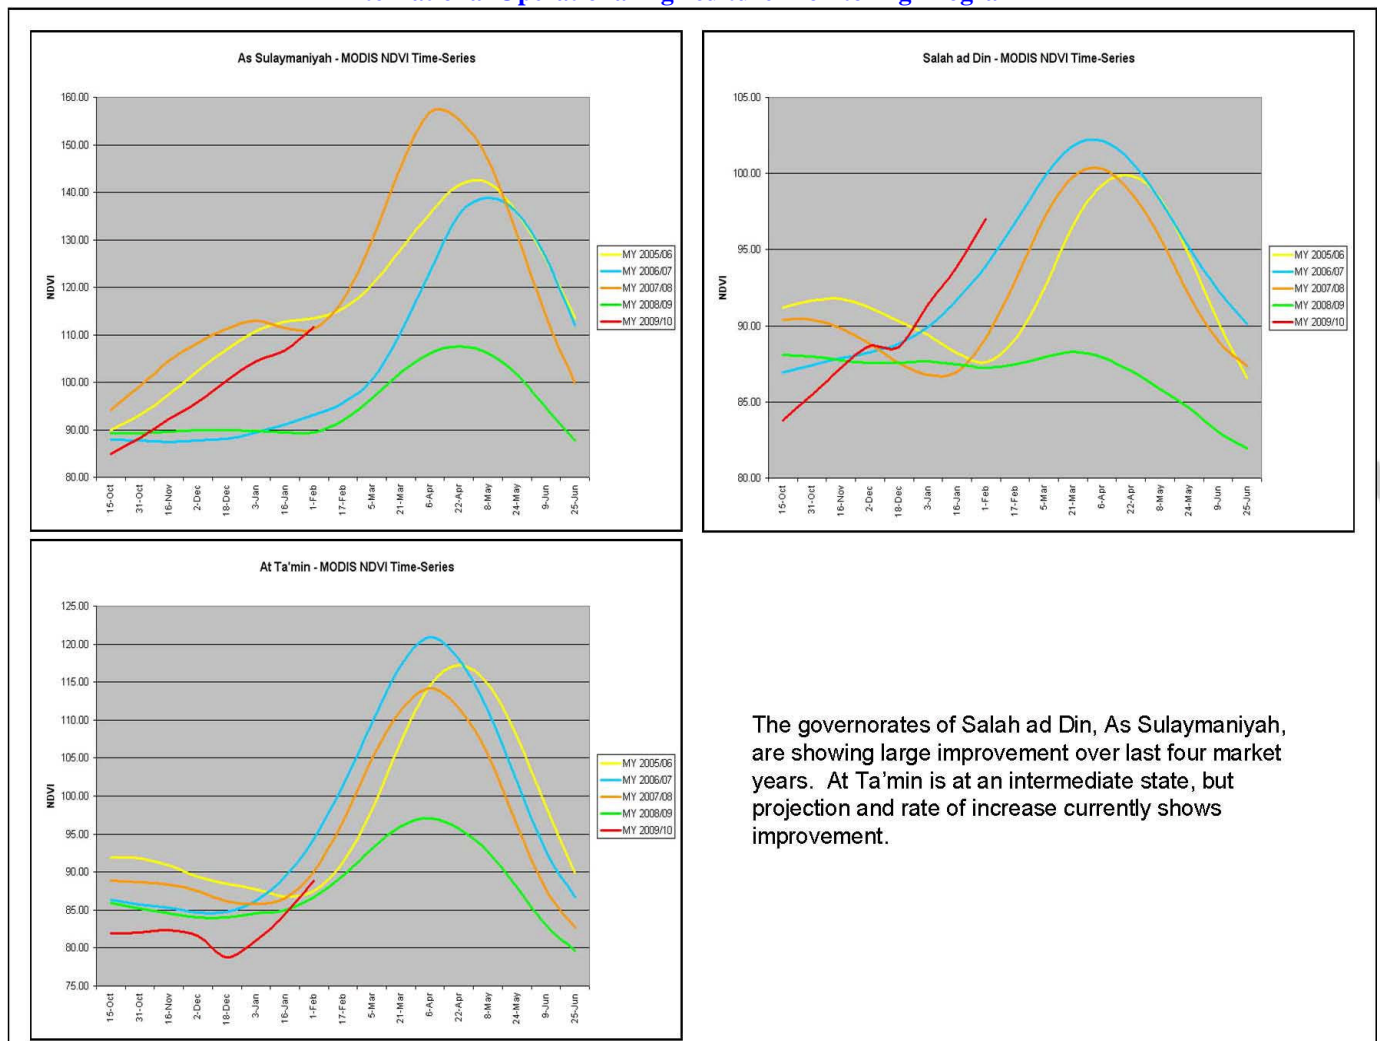 As Sulaymaniyah - MODIS NDVI Time-Series
160.00
150.00
140.00
130.00
120.00
110.00
100.00
90.00
80.00
NDVI
15-Oct
31-Oct
16-Nov
2-Dec
18-Dec
3-Jan
16-Jan
1-Feb
17-Feb
5-Mar
21-Mar
6-Apr
22-Apr
8-May
24-May
9-Jun
25-Jun
MY 2005/06
MY 2006/07
MY 2007/08
MY 2008/09
MY 2009/10
Salah ad Din - MODIS NDVI Time-Series
105.00
100.00
95.00
90.00
85.00
80.00
NDVI
15-Oct
31-Oct
16-Nov
2-Dec
18-Dec
3-Jan
16-Jan
1-Feb
17-Feb
5-Mar
21-Mar
6-Apr
22-Apr
8-May
24-May
9-Jun
25-Jun
MY 2005/06
MY 2006/07
MY 2007/08
MY 2008/09
MY 2009/10
At Ta'min - MODIS NDVI Time-Series
125.00
120.00
115.00
110.00
105.00
100.00
95.00
90.00
85.00
80.00
75.00
NDVI
15-Oct
31-Oct
16-Nov
2-Dec
18-Dec
3-Jan
16-Jan
1-Feb
17-Feb
5-Mar
21-Mar
6-Apr
22-Apr
8-May
24-May
9-Jun
25-Jun
MY 2005/06
MY 2006/07
MY 2007/08
MY 2008/09
MY 2009/10
The governorates of Salah ad Din, As Sulaymaniyah,
are showing large improvement over last four market
years.  At Ta'min is at an intermediate state, but
projection and rate of increase currently shows
improvement.